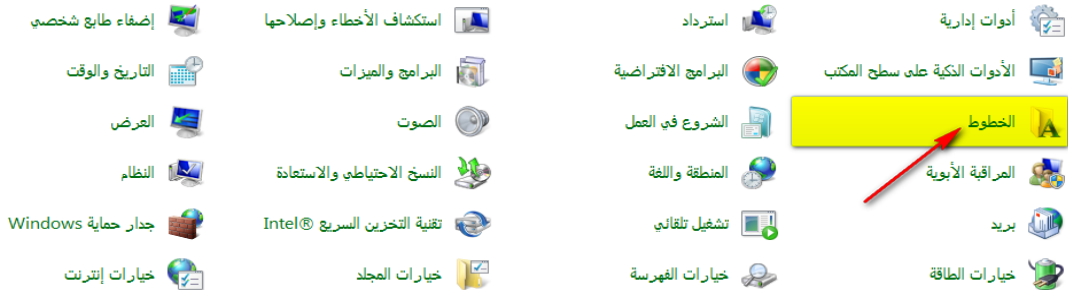 أدوات إدارية
استرداد
استكشاف الأخطاء وإصلاحها
إضفاء طابع شخصي
الأدوات الذكية على سطح المكتب
البرامج الافتراضية
البرامج والميزات
التاريخ والوقت
الخطوط
الشروع في العمل
الصوت
العرض
المراقبة الأبوية
المنطقة واللغة
النسخ الاحتياطي والاستعادة
النظام
بريد
تشغيل تلقائي
تقنية التخزين السريع Intel®‎
جدار حماية Windows
خيارات الطاقة
خيارات الفهرسة
خيارات المجلد
خيارات إنترنت